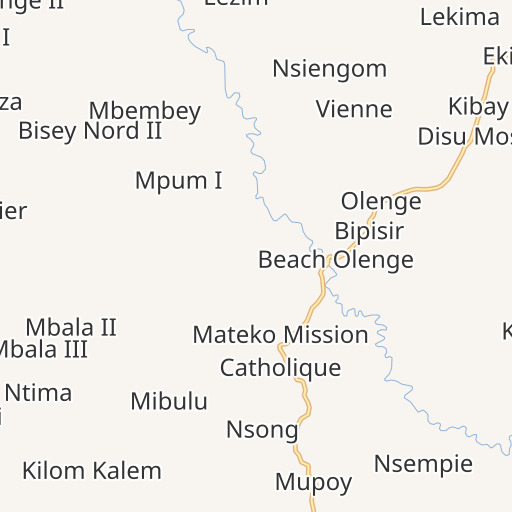 Lekima
Nsiengom
Vienne
Mbembey
Kibay
Bisey Nord II
Mpum I
Olenge
Bipisir
Beach Olenge
Mbala II
Mateko Mission
Catholique
Mbala III
Ntima
Mibulu
Nsong
Kilom Kalem
Nsempie
Mupoy